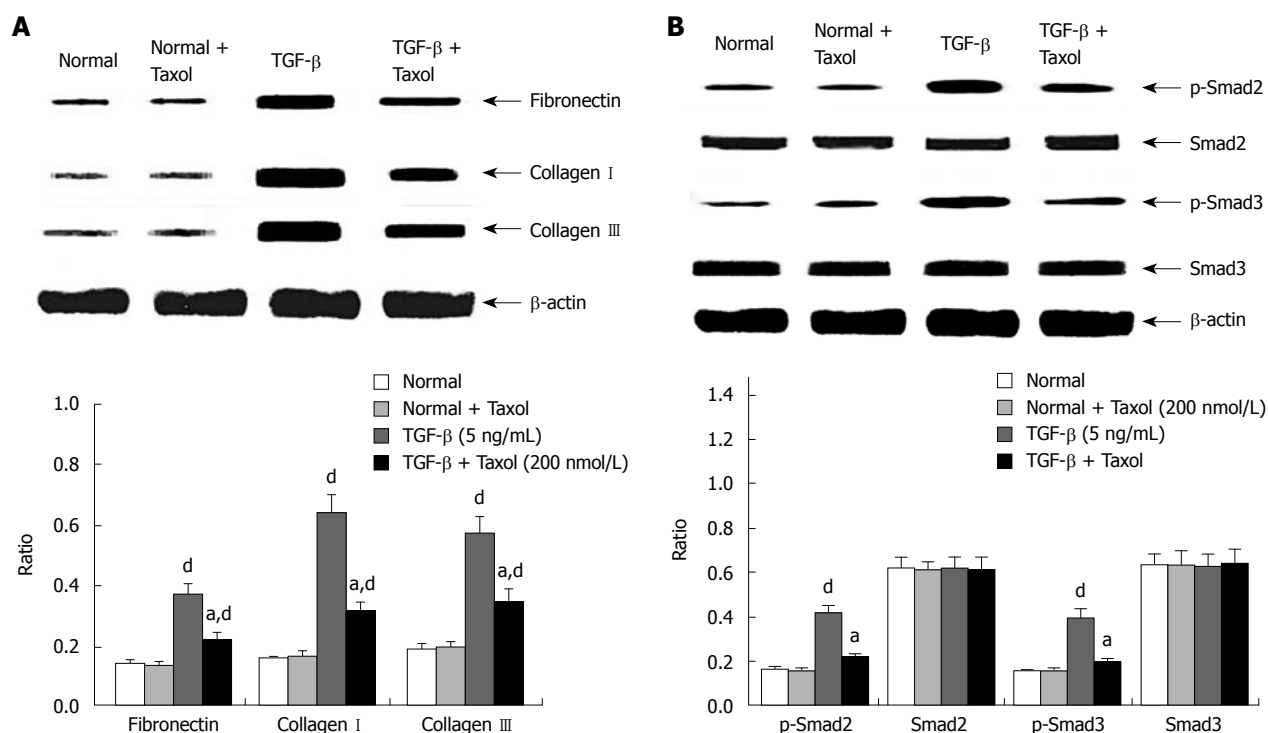 A
Normal
Normal +
Taxol
TGF-β
TGF-β +
Taxol
Fibronectin
Collagen Ⅰ
Collagen Ⅲ
β-actin
Normal
Normal + Taxol
TGF-β (5 ng/mL)
TGF-β + Taxol (200 nmol/L)
1.0
0.8
0.6
0.4
0.2
0.0
Ratio
d
a,d
d
a,d
d
a,d
Fibronectin
Collagen Ⅰ
Collagen Ⅲ
B
Normal
Normal +
Taxol
TGF-β
TGF-β +
Taxol
p-Smad2
Smad2
p-Smad3
Smad3
β-actin
Normal
Normal + Taxol (200 nmol/L)
TGF-β (5 ng/mL)
TGF-β + Taxol
1.4
1.2
1.0
0.8
0.6
0.4
0.2
0.0
Ratio
d
a
d
a
p-Smad2
Smad2
p-Smad3
Smad3